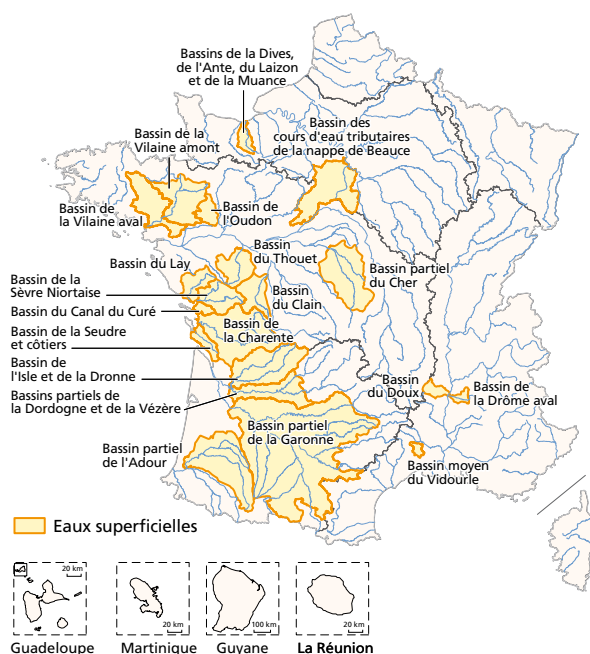 Bassins de la Dives,
de l'Ante, du Laizon
et de la Muance
Bassin des
cours d'eau tributaires
de la nappe de Beauce
Bassin de la
Vilaine amont
Bassin de
la Vilaine aval
Bassin de
l'Oudon
Bassin
du Thouet
Bassin du Lay
Bassin partiel
du Cher
Bassin de la
Sèvre Niortaise
Bassin
du Clain
Bassin du Canal du Curé
Bassin de la Seudre
et côtiers
Bassin de
la Charente
Bassin de
l'Isle et de la Dronne
Bassins partiels de
la Dordogne et de la Vézère
Bassin
du Doux
Bassin de
la Drôme aval
Bassin partiel
de la Garonne
Bassin partiel
de l'Adour
Bassin moyen
du Vidourle
Eaux superficielles
20 km
20 km
100 km
20 km
Guadeloupe
Martinique
Guyane
La Réunion